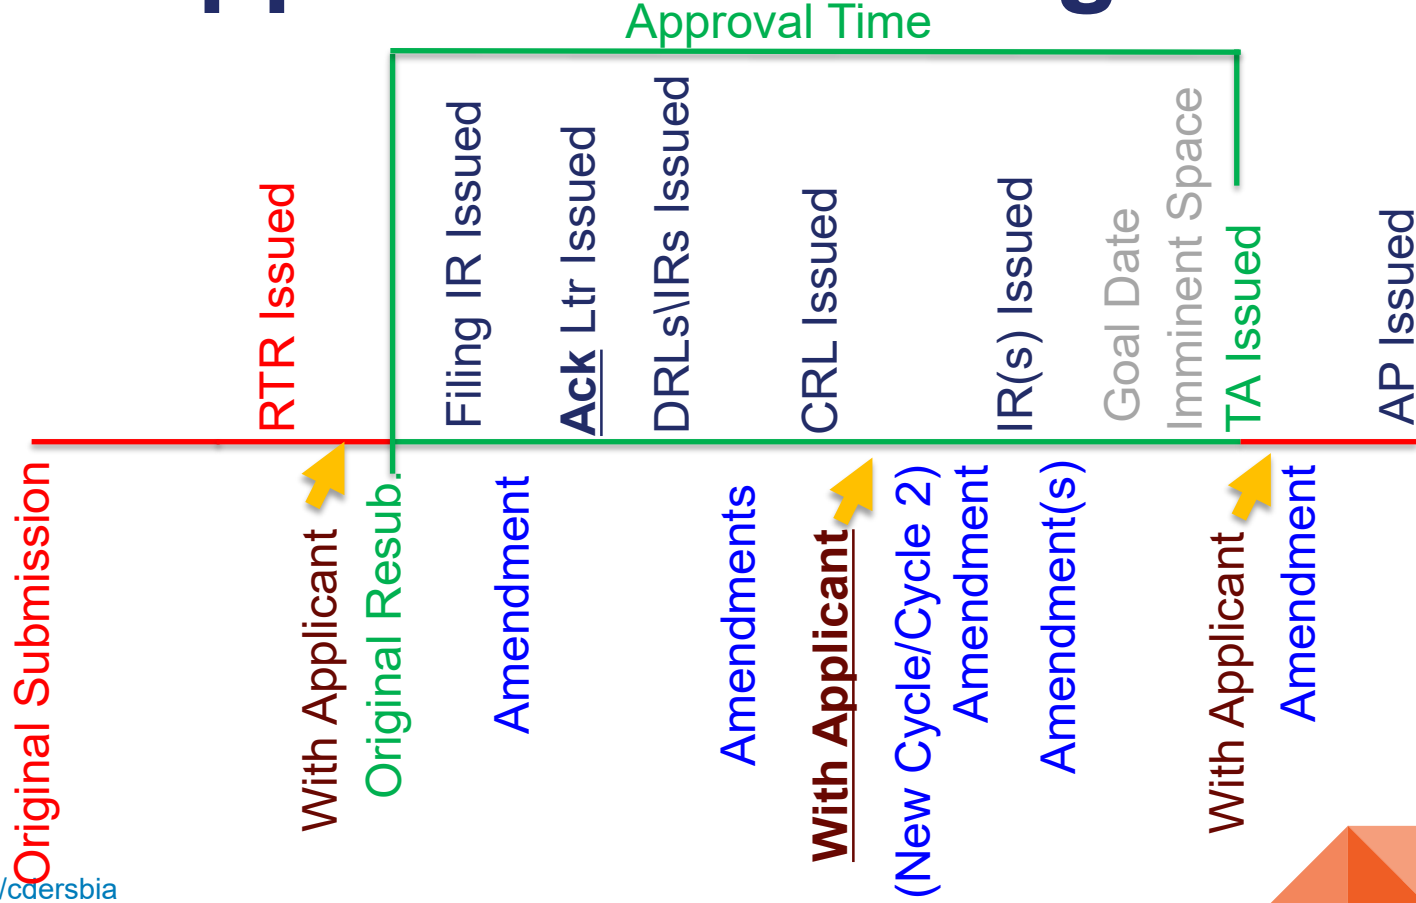 Approval Time
RTR Issued
Filing IR Issued
Ack Ltr Issued
DRLs\IRs Issued
CRL Issued
IR(s) Issued
Goal Date
Imminent Space
TA Issued
AP Issued
Original Submission
With Applicant
Original Resub.
Amendment
Amendments
With Applicant
(New Cycle/Cycle 2)
Amendment
Amendment(s)
With Applicant
Amendment
/cdersbia